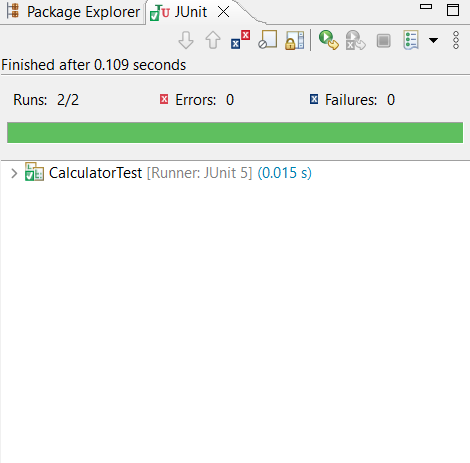 Package Explorer JUnit
Finished after 0.109 seconds
Runs: 2/2 Errors: 0 Failures: 0
CalculatorTest [Runner: JUnit 5] (0.015 s)